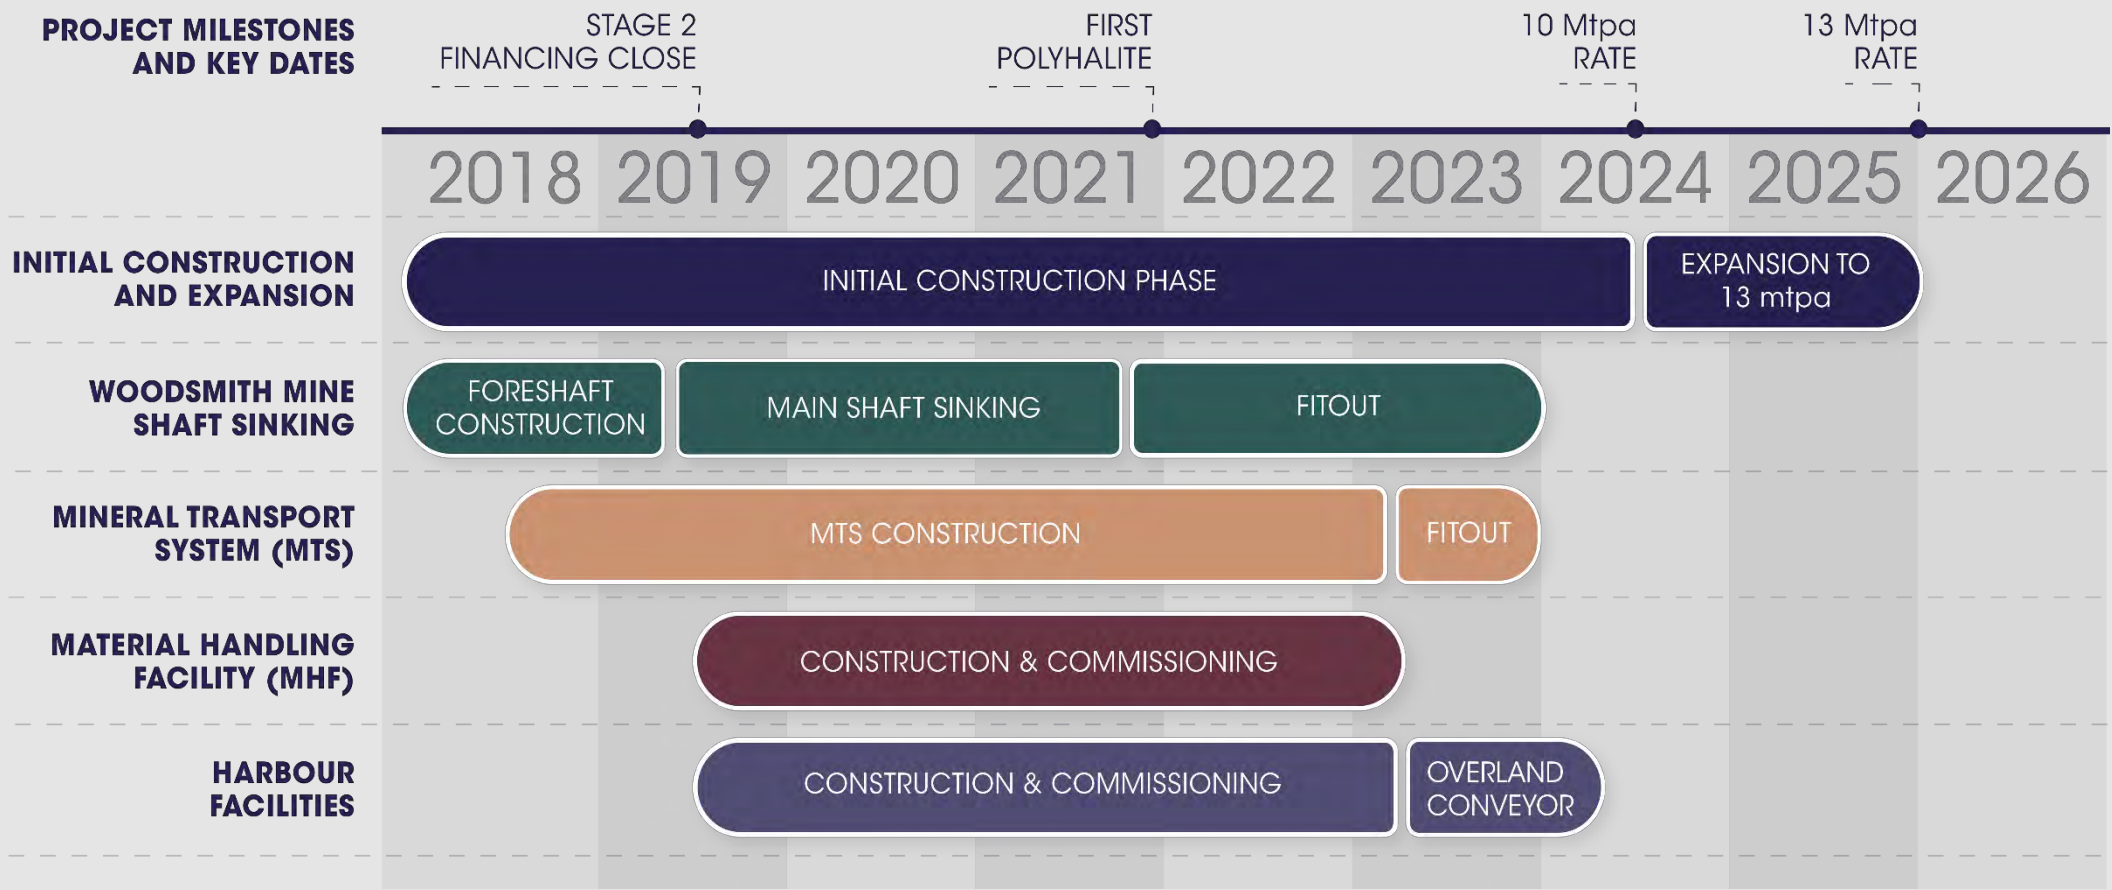 PROJECT MILESTONES
AND KEY DATES
STAGE 2
FINANCING CLOSE
FIRST
POLYHALITE
10 Mtpa
RATE
13 Mtpa
RATE
2018 2019 2020 2021 2022 2023 2024 2025 2026
INITIAL CONSTRUCTION
AND EXPANSION
INITIAL CONSTRUCTION PHASE
EXPANSION TO
13 mtpa
WOODSMITH MINE
SHAFT SINKING
FORESHAFT
CONSTRUCTION
MAIN SHAFT SINKING
FITOUT
MINERAL TRANSPORT
SYSTEM (MTS)
MTS CONSTRUCTION
FITOUT
MATERIAL HANDLING
FACILITY (MHF)
CONSTRUCTION & COMMISSIONING
HARBOUR
FACILITIES
CONSTRUCTION & COMMISSIONING
OVERLAND
CONVEYOR